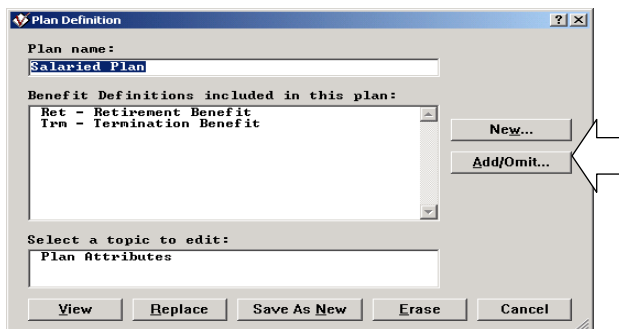 Plan Definition
Plan name:
Salaried Plan
Benefit Definitions included in this plan:
Ret - Retirement Benefit
Trm - Termination Benefit
New...
Add/Omit...
Select a topic to edit:
Plan Attributes
View Replace Save As New Erase Cancel